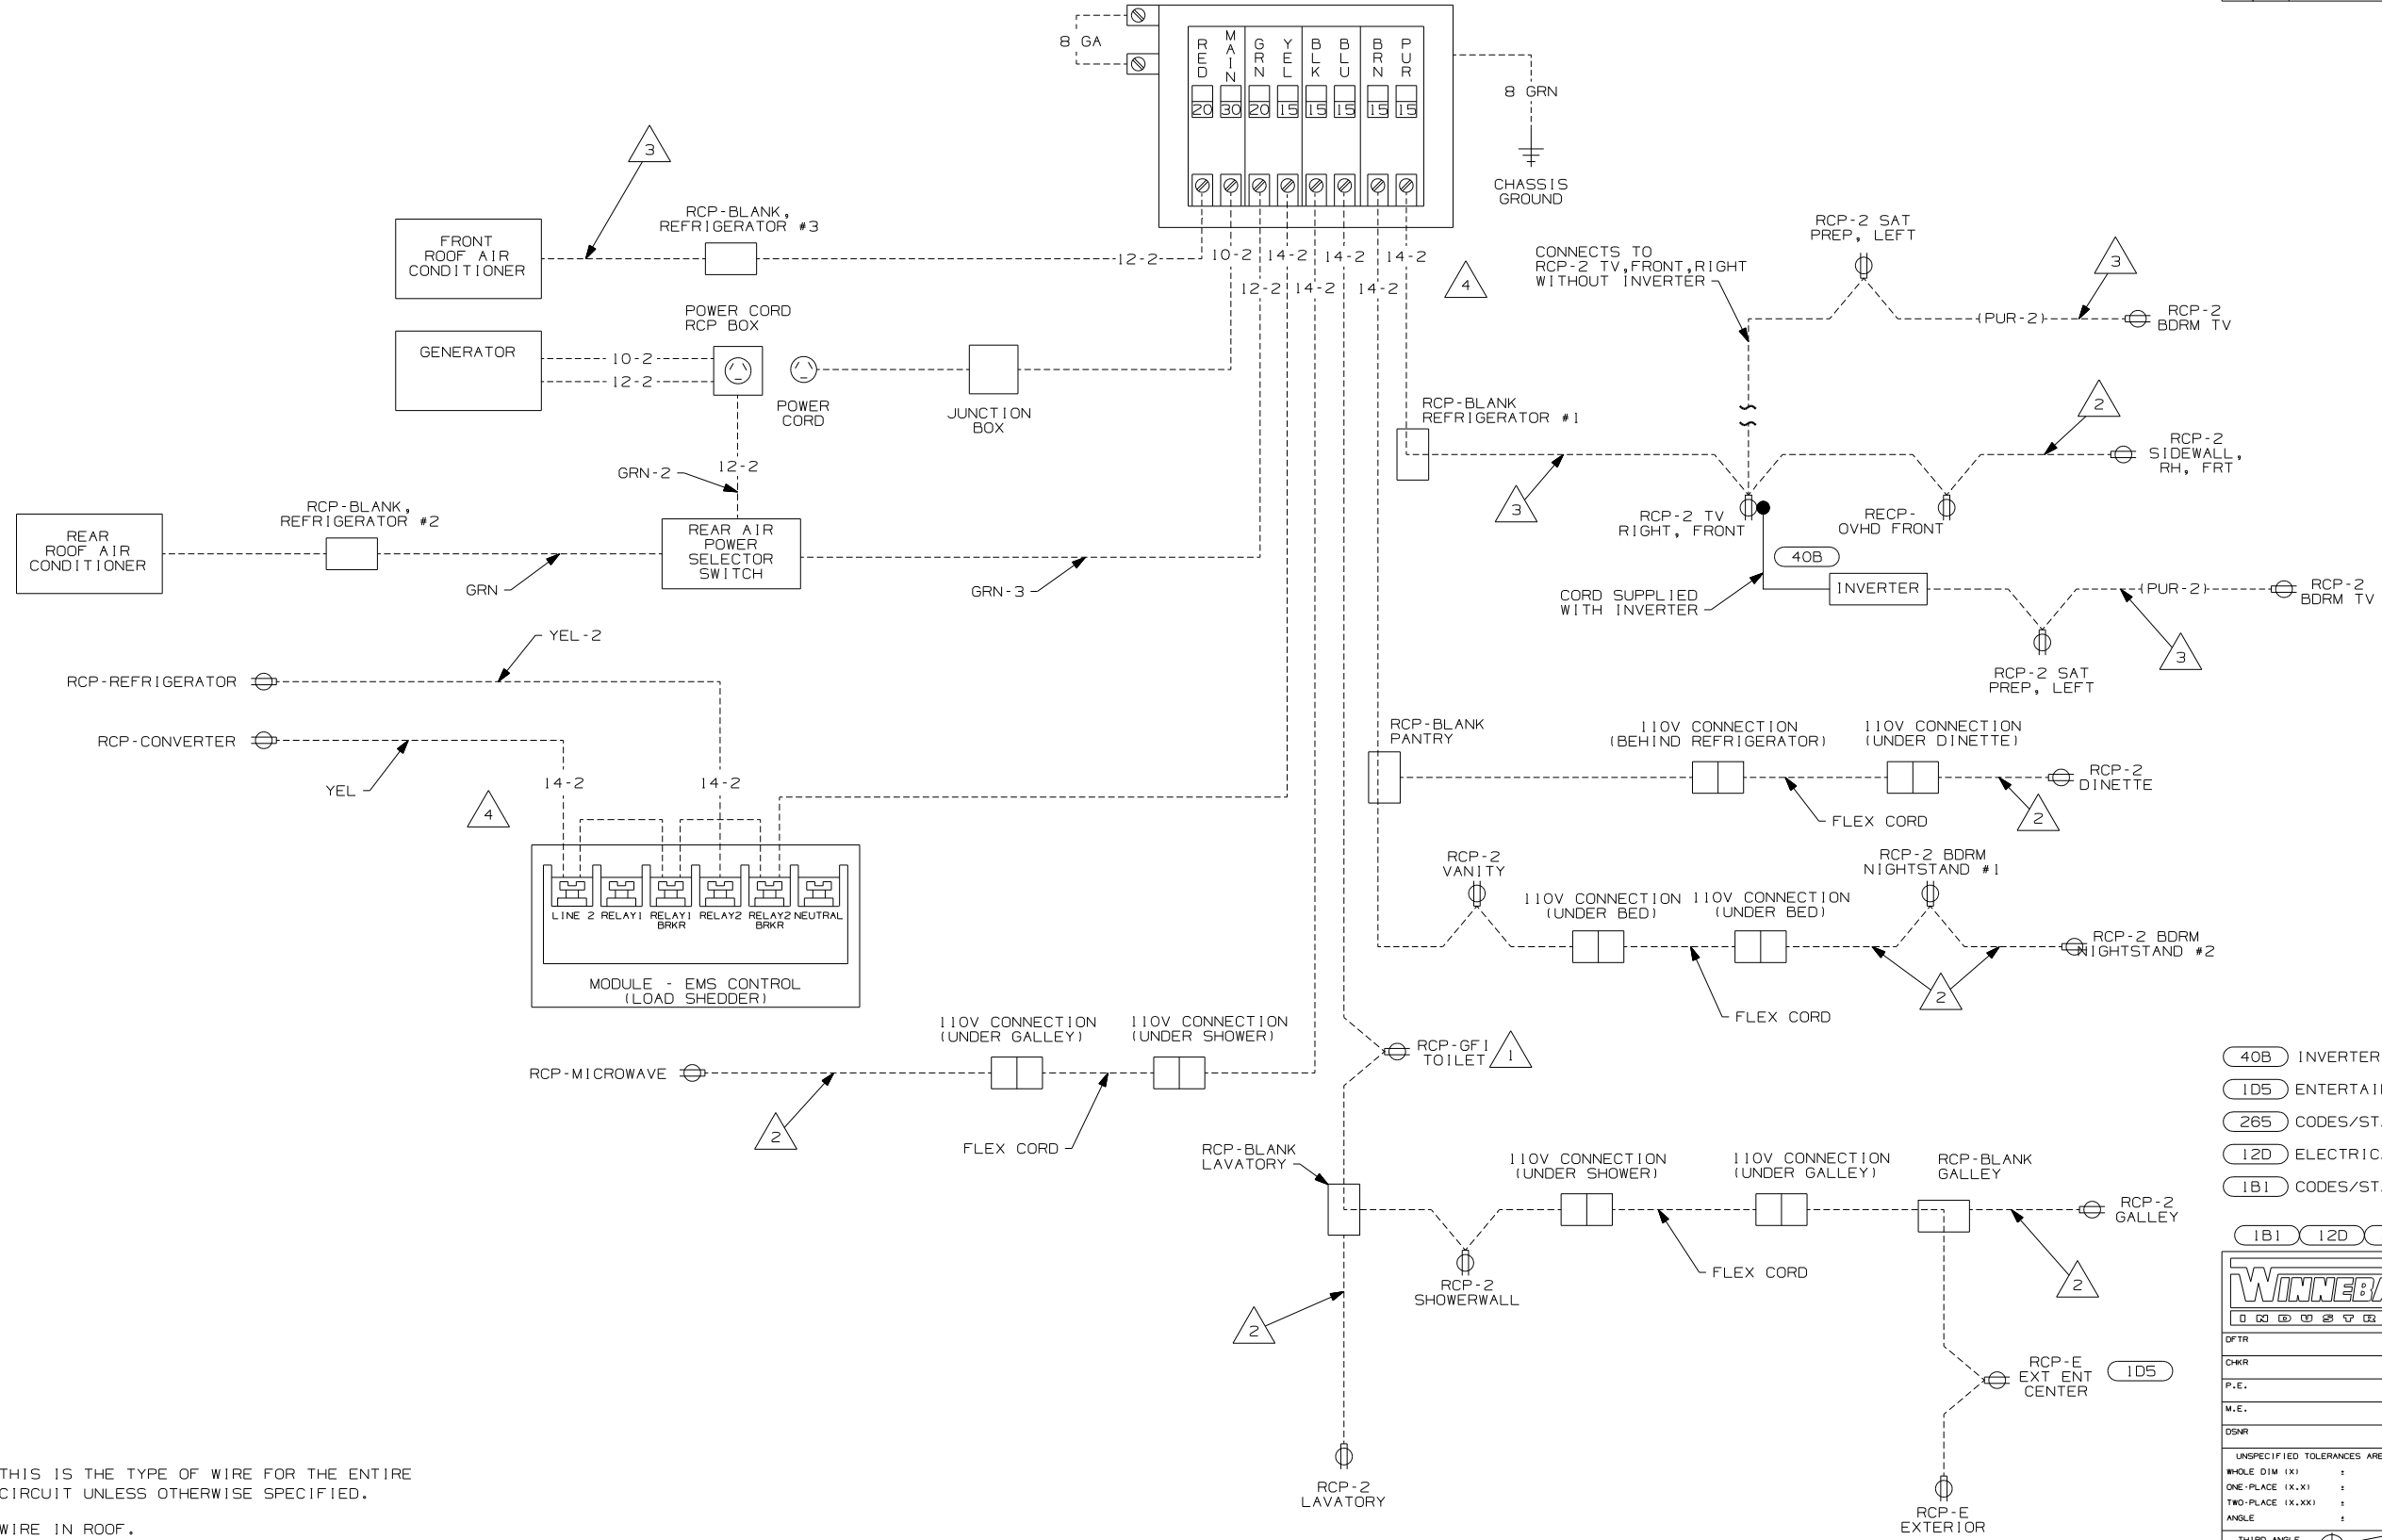 8 GA
RED
MAIN
GRN
YEL
BLK
BLU
BRN
PUR
20
30
20
15
15
15
15
15
8 GRN
CHASSIS
GROUND
3
RCP-BLANK,
REFRIGERATOR #3
FRONT
ROOF AIR
CONDITIONER
12-2
10-2
14-2
14-2
14-2
12-2
14-2
14-2
4
RCP-2 SAT
PREP, LEFT
CONNECTS TO
RCP-2 TV,FRONT,RIGHT
WITHOUT INVERTER
3
(PUR-2)
RCP-2
BDRM TV
POWER CORD
RCP BOX
GENERATOR
10-2
12-2
POWER
CORD
JUNCTION
BOX
RCP-BLANK
REFRIGERATOR #1
2
RCP-2
SIDEWALL,
RH, FRT
GRN-2
12-2
3
RCP-2 TV
RIGHT, FRONT
RECP-
OVHD FRONT
RCP-BLANK,
REFRIGERATOR #2
REAR
ROOF AIR
CONDITIONER
REAR AIR
POWER
SELECTOR
SWITCH
GRN
GRN-3
40B
CORD SUPPLIED
WITH INVERTER
INVERTER
(PUR-2)
RCP-2
BDRM TV
YEL-2
3
RCP-REFRIGERATOR
RCP-2 SAT
PREP, LEFT
RCP-CONVERTER
YEL
14-2
14-2
4
RCP-BLANK
PANTRY
110V CONNECTION
(BEHIND REFRIGERATOR)
110V CONNECTION
(UNDER DINETTE)
RCP-2
DINETTE
FLEX CORD
2
LINE 2
RELAY1
RELAY1
BRKR
RELAY2
RELAY2
BRKR
NEUTRAL
MODULE - EMS CONTROL
(LOAD SHEDDER)
RCP-2
VANITY
110V CONNECTION
(UNDER BED)
110V CONNECTION
(UNDER BED)
RCP-2 BDRM
NIGHTSTAND #1
RCP-2 BDRM
NIGHTSTAND #2
FLEX CORD
2
110V CONNECTION
(UNDER GALLEY)
110V CONNECTION
(UNDER SHOWER)
RCP-MICROWAVE
2
FLEX CORD
RCP-GFI
TOILET
1
RCP-BLANK
LAVATORY
110V CONNECTION
(UNDER SHOWER)
110V CONNECTION
(UNDER GALLEY)
RCP-BLANK
GALLEY
RCP-2
GALLEY
RCP-2
SHOWERWALL
FLEX CORD
2
2
RCP-E
EXT ENT
CENTER
1D5
RCP-2
LAVATORY
RCP-E
EXTERIOR
THIS IS THE TYPE OF WIRE FOR THE ENTIRE
CIRCUIT UNLESS OTHERWISE SPECIFIED.
WIRE IN ROOF.
40B INVERTER
1D5
265 CODES/ST
12D
1B1 CODES/ST
1B1 12D
DFTR
CHKR
P.E.
M.E.
DSNR
UNSPECIFIED TOLERANCES ARE
WHOLE DIM (X) ±
ONE-PLACE (X.X) ±
TWO-PLACE (X.XX) ±
ANGLE ±
THIRD ANGLE